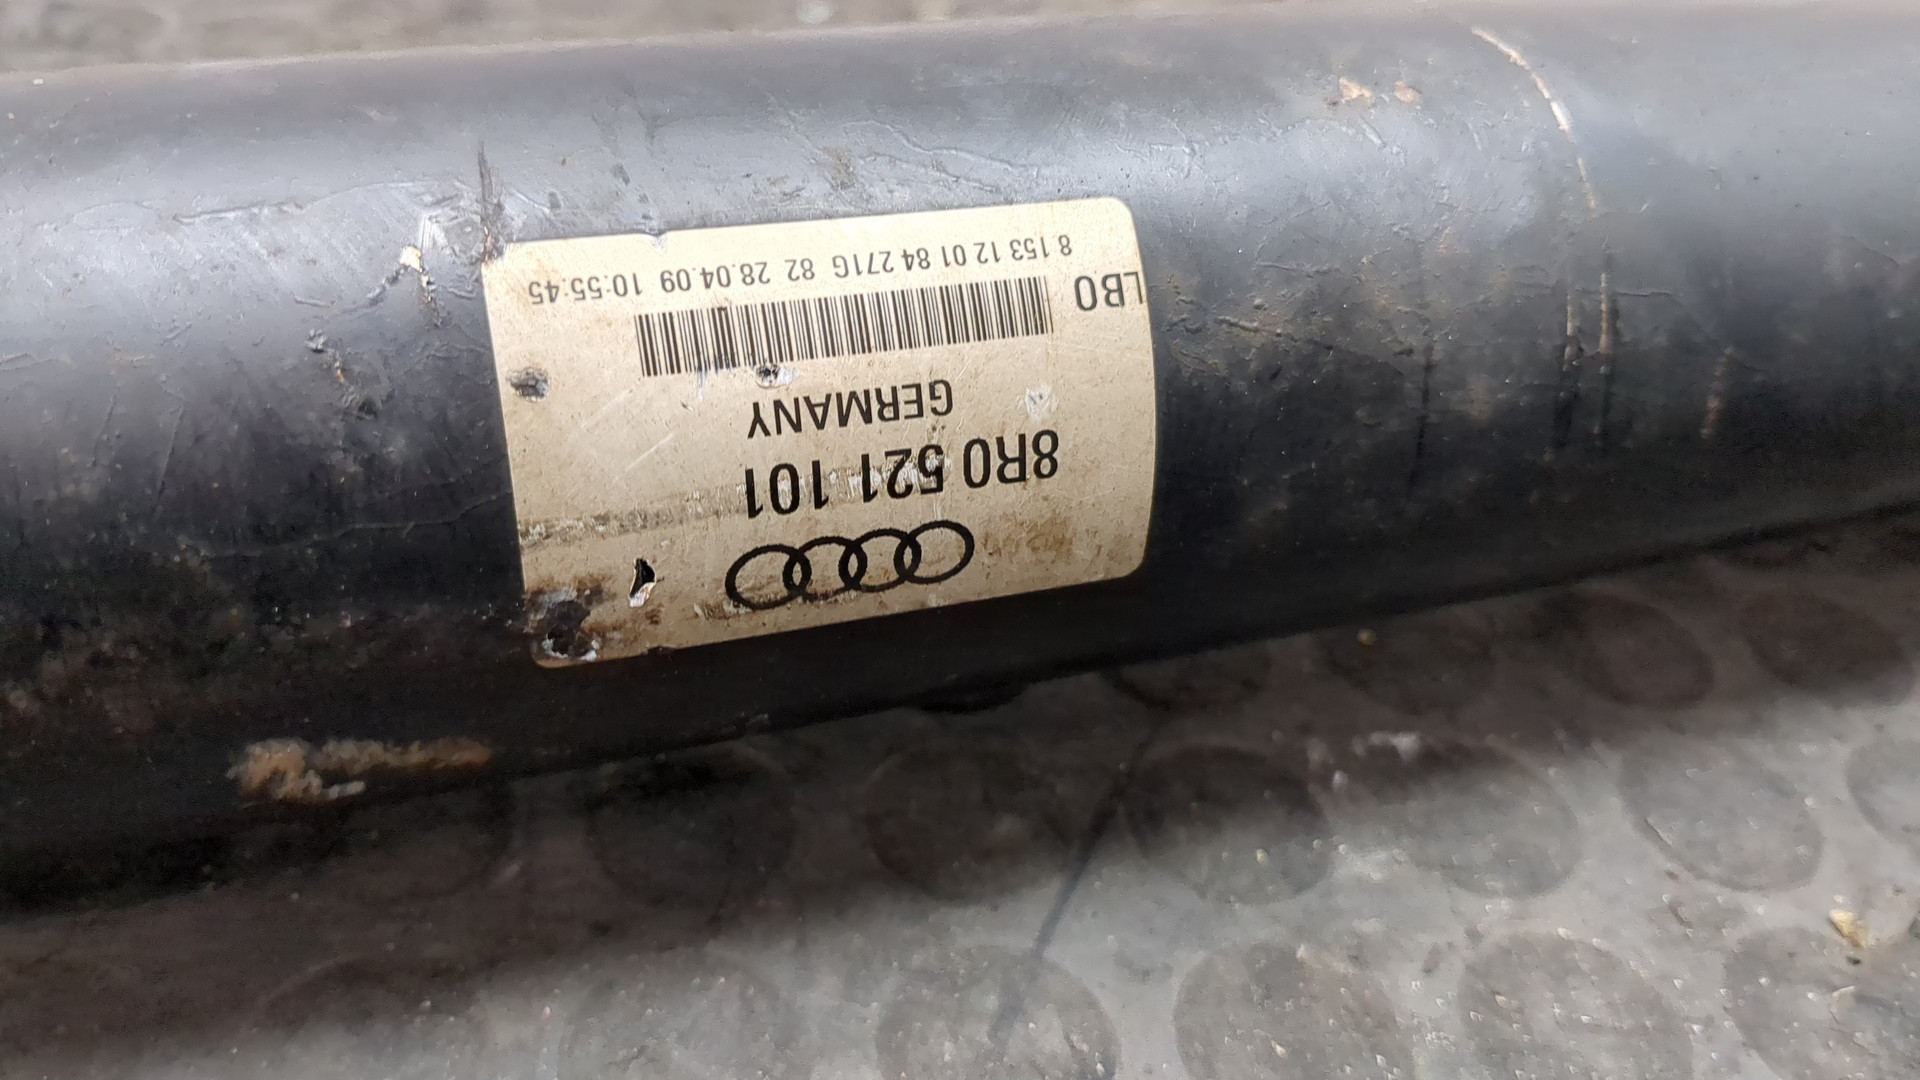 8R0 521 101
GERMANY
LBO
8 153 12 01 84 271G 82 28.04.09 10:55:45